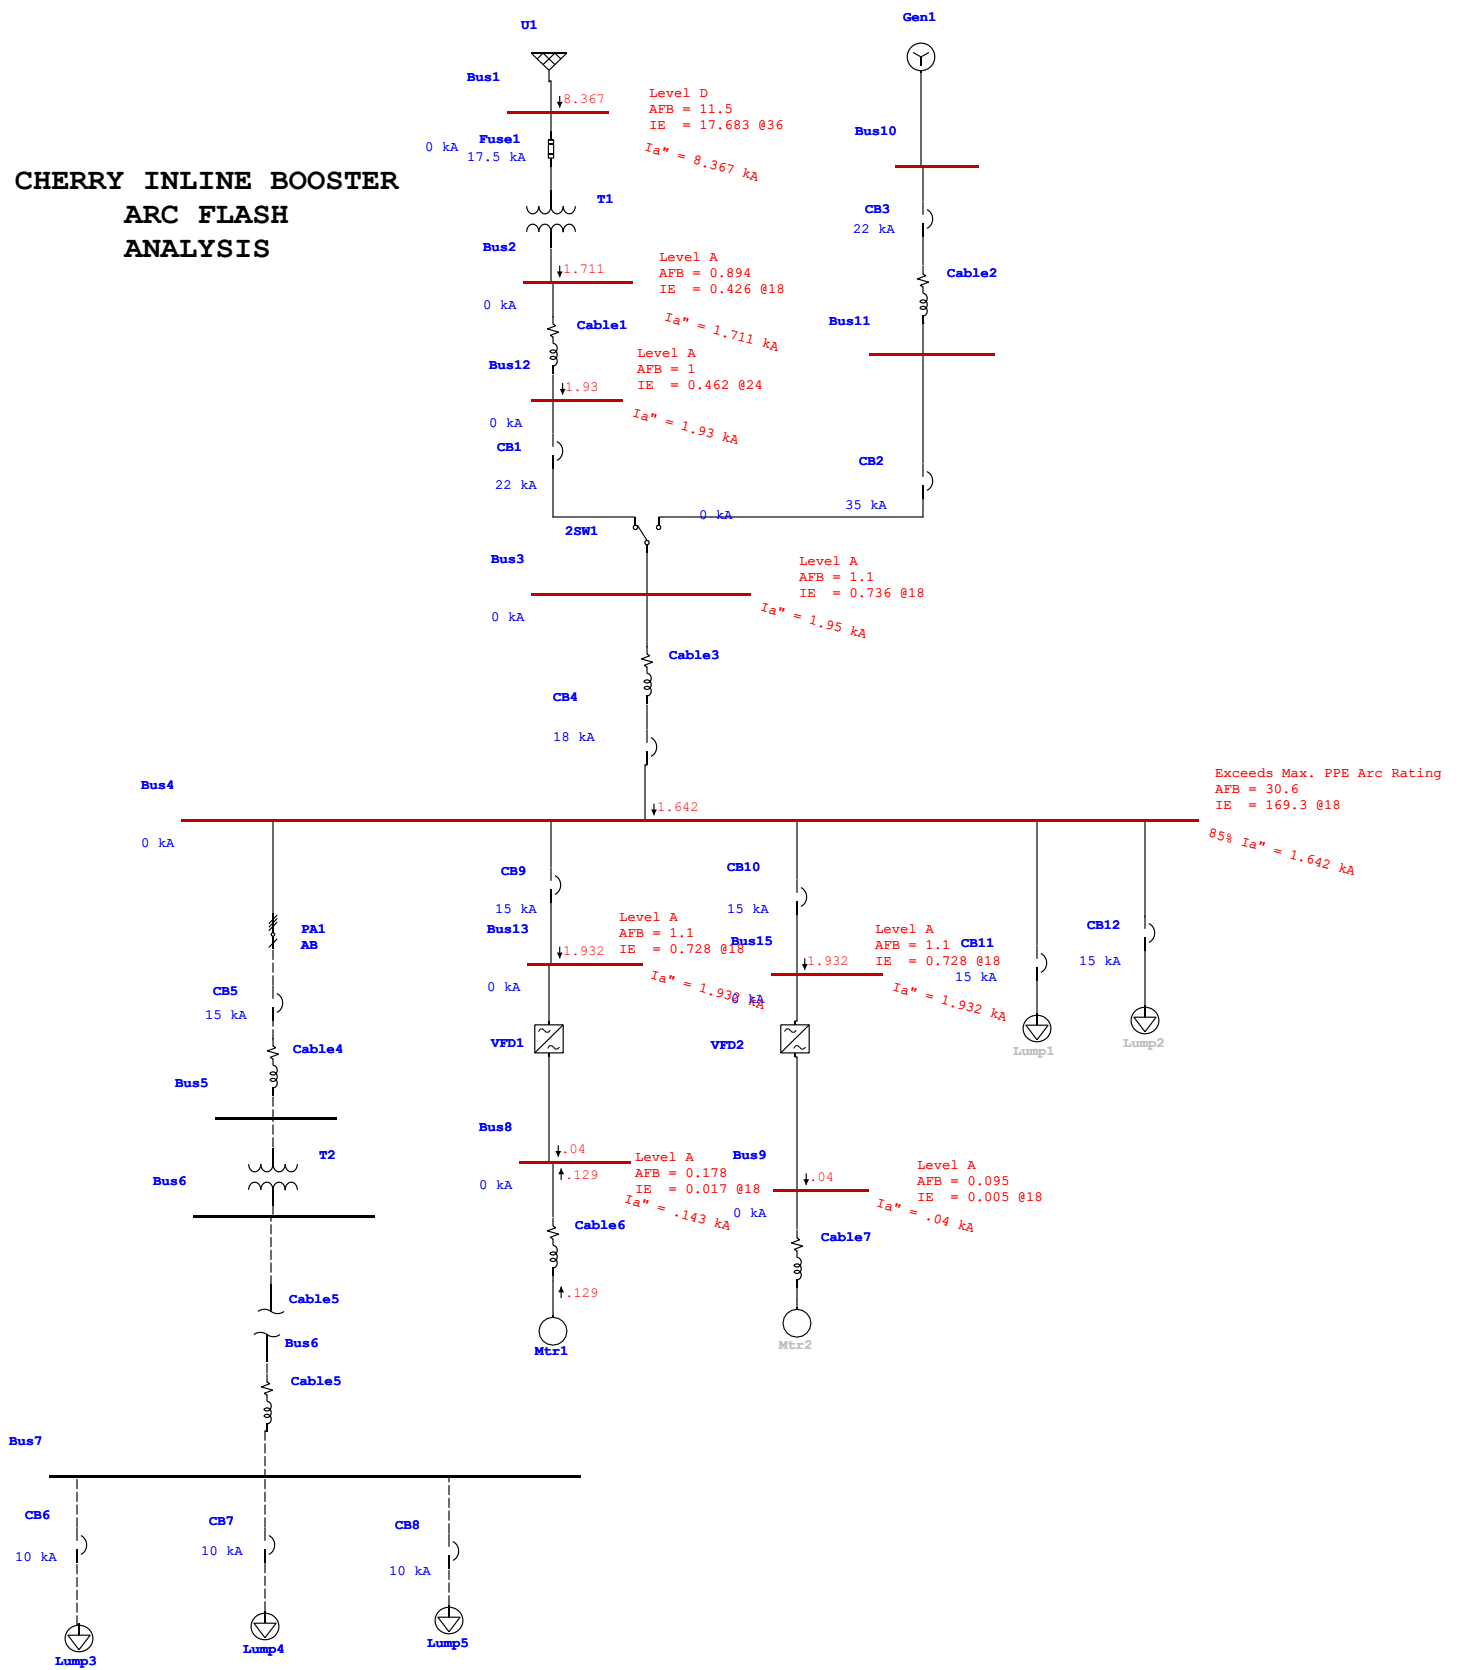 U1
Gen1
Bus1
8.367
Level D
AFB = 11.5
IE  = 17.683 @36
Ia" = 8.367 kA
Fuse1
0 kA
17.5 kA
Bus10
CHERRY INLINE BOOSTER
ARC FLASH
ANALYSIS
T1
CB3
22 kA
Bus2
1.711
Level A
AFB = 0.894
IE  = 0.426 @18
Ia" = 1.711 kA
0 kA
Cable2
Cable1
Bus11
Bus12
1.93
Level A
AFB = 1
IE  = 0.462 @24
Ia" = 1.93 kA
0 kA
CB1
22 kA
CB2
35 kA
0 kA
2SW1
Bus3
Level A
AFB = 1.1
IE  = 0.736 @18
Ia" = 1.95 kA
0 kA
Cable3
CB4
18 kA
Bus4
1.642
Exceeds Max. PPE Arc Rating
AFB = 30.6
IE  = 169.3 @18
85% Ia" = 1.642 kA
0 kA
CB9
15 kA
CB10
15 kA
PA1
AB
Bus13
1.932
Level A
AFB = 1.1
IE  = 0.728 @18
Ia" = 1.932 kA
0 kA
Bus15
1.932
Level A
AFB = 1.1
IE  = 0.728 @18
Ia" = 1.932 kA
0 kA
CB11
15 kA
CB12
15 kA
CB5
15 kA
Cable4
VFD1
VFD2
Lump1
Lump2
Bus5
T2
Bus6
Bus8
.04
.129
Level A
AFB = 0.178
IE  = 0.017 @18
Ia" = .143 kA
0 kA
Bus9
.04
Level A
AFB = 0.095
IE  = 0.005 @18
Ia" = .04 kA
0 kA
Cable6
Cable7
.129
Mtr1
Mtr2
Cable5
Bus6
Cable5
Bus7
CB6
10 kA
CB7
10 kA
CB8
10 kA
Lump3
Lump4
Lump5